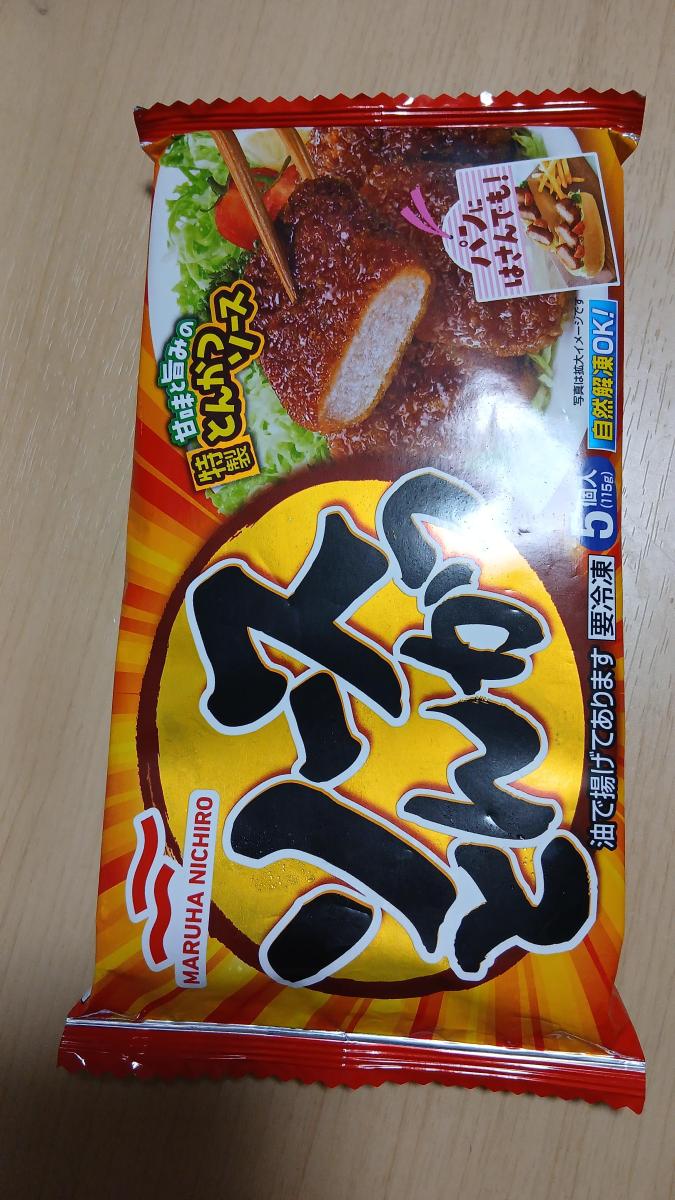 MARUHA NICHIRO
ソース
とんかつ
甘味と旨みの
特製
とんかつ
ソース
パンに
はさんでも!
写真は拡大イメージです
油で揚げてあります
要冷凍
5個入
(115g)
自然解凍OK!